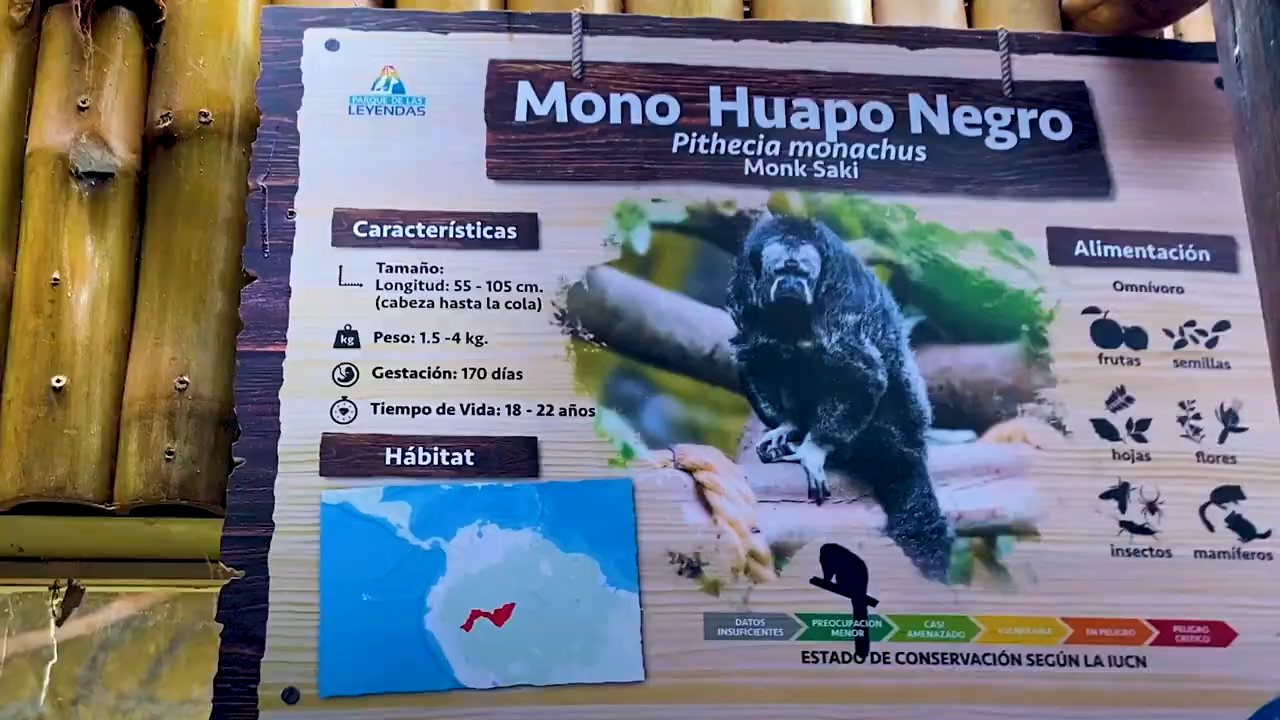 PARQUE DE LAS
LEYENDAS
Mono Huapo Negro
Pithecia monachus
Monk Saki
Características
Tamaño:
Longitud: 55 - 105 cm.
(cabeza hasta la cola)
kg
Peso: 1.5 -4 kg.
Gestación: 170 días
Tiempo de Vida: 18 - 22 años
Hábitat
Alimentación
Omnívoro
frutas
semillas
hojas
flores
insectos
mamíferos
DATOS
INSUFICIENTES
PREOCUPACIÓN
MENOR
CASI
AMENAZADO
VULNERABLE
EN PELIGRO
PELIGRO
CRÍTICO
ESTADO DE CONSERVACIÓN SEGÚN LA IUCN